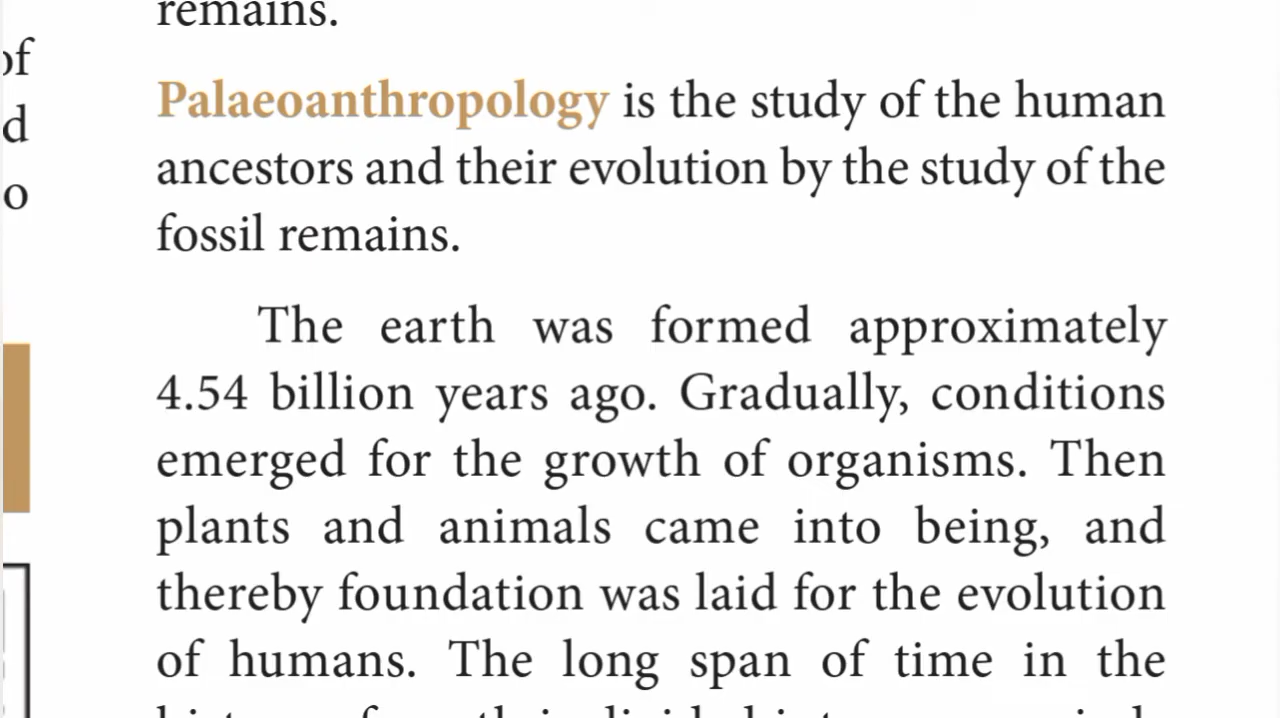 remains.
of
d
o
Palaeoanthropology is the study of the human
ancestors and their evolution by the study of the
fossil remains.
The earth was formed approximately
4.54 billion years ago. Gradually, conditions
emerged for the growth of organisms. Then
plants and animals came into being, and
thereby foundation was laid for the evolution
of humans. The long span of time in the